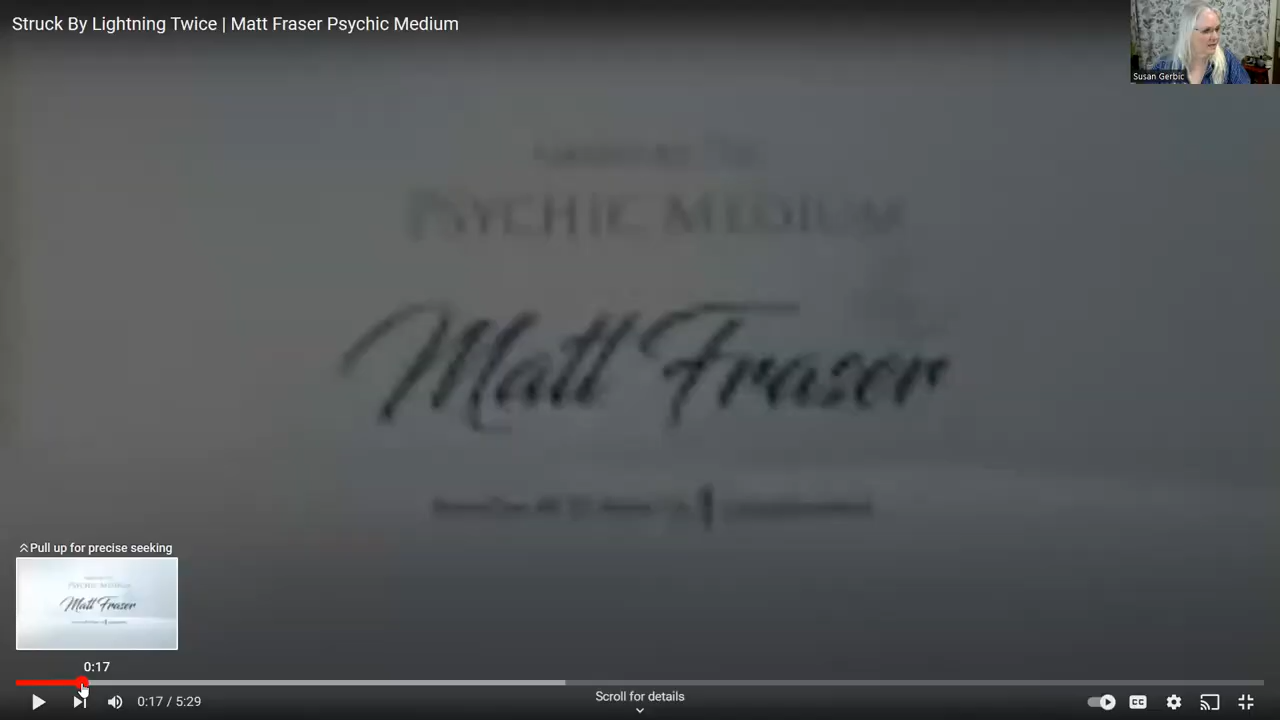 Struck By Lightning Twice | Matt Fraser Psychic Medium
Susan Gerbic
PSYCHIC MEDIUM
Matt Fraser
Pull up for precise seeking
PSYCHIC MEDIUM
Matt Fraser
0:17
0:17 / 5:29
Scroll for details
CC